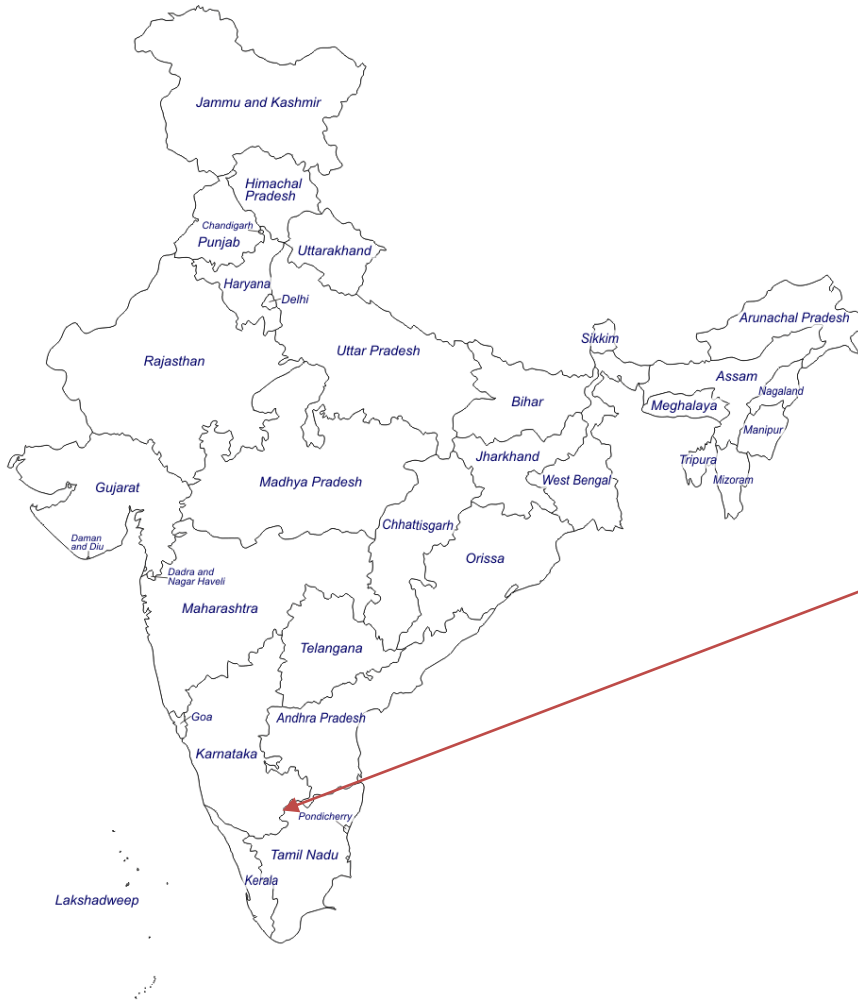 Jammu and Kashmir
Himachal
Pradesh
Chandigarh
Punjab
Uttarakhand
Haryana
Delhi
Arunachal Pradesh
Sikkim
Uttar Pradesh
Rajasthan
Assam
Nagaland
Bihar
Meghalaya
Manipur
Jharkhand
Tripura
Mizoram
West Bengal
Madhya Pradesh
Gujarat
Chhattisgarh
Daman
and Diu
Orissa
Dadra and
Nagar Haveli
Maharashtra
Telangana
Goa
Andhra Pradesh
Karnataka
Pondicherry
Tamil Nadu
Kerala
Lakshadweep